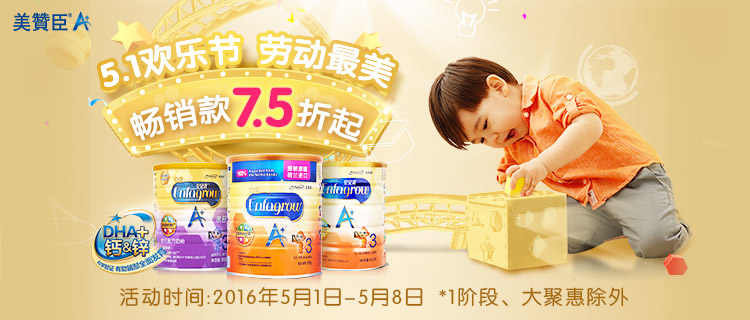 美赞臣 A+
5.1欢乐节 劳动最美
畅销款7.5折起
Enfagrow
A+
Enfagrow
A+
3
Enfagrow
A+
3
DHA+
钙&锌
活动时间:2016年5月1日-5月8日 *1阶段、大聚惠除外